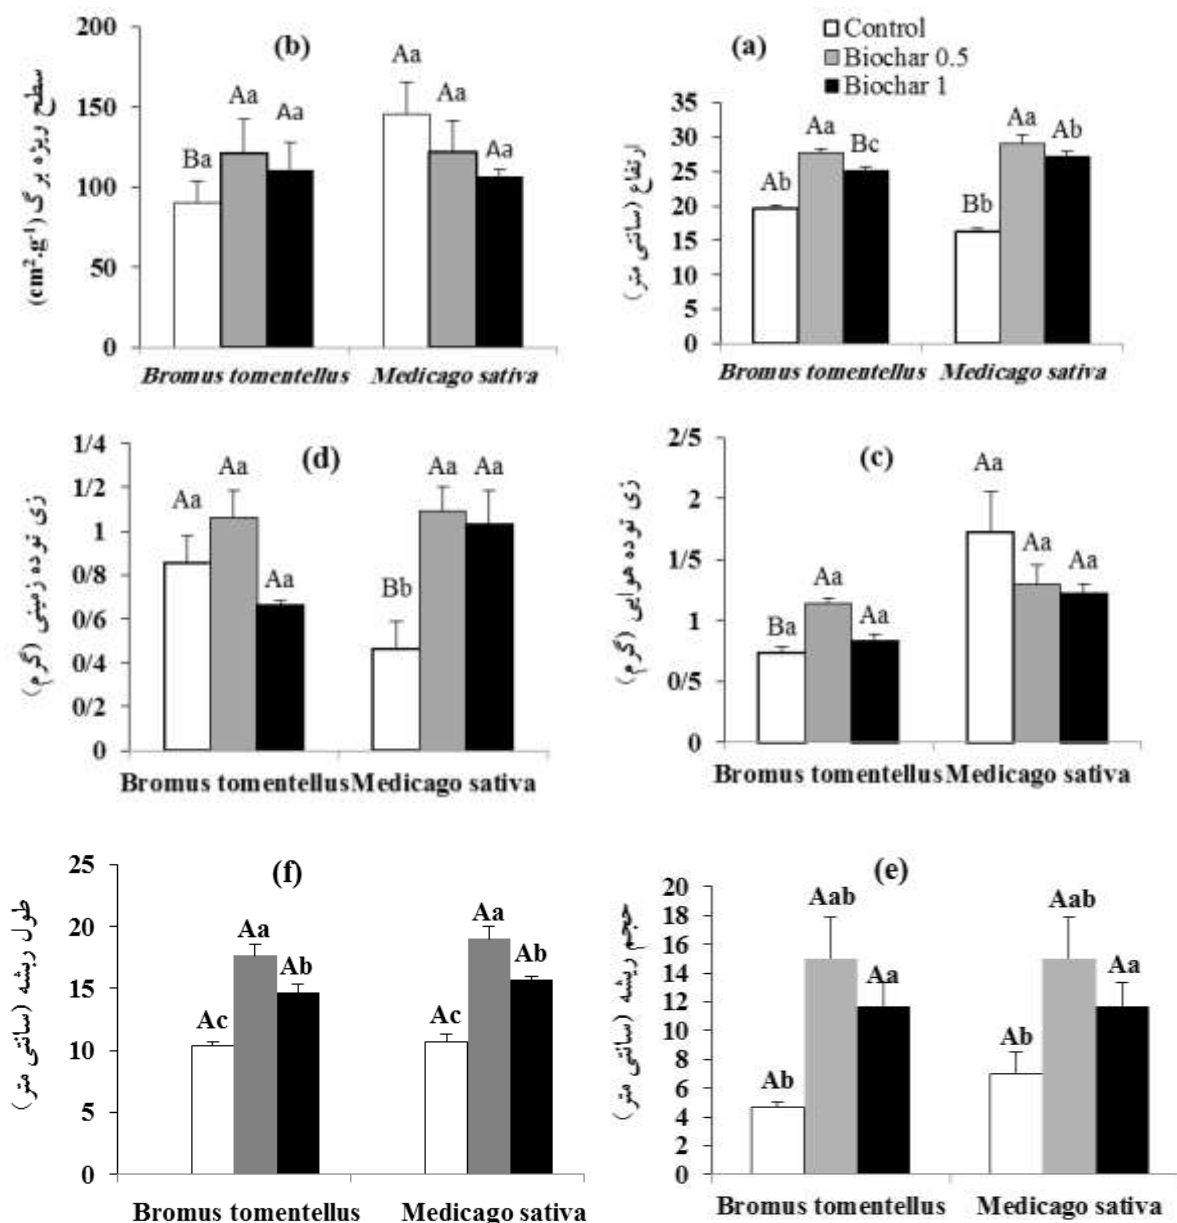 Control
Biochar 0.5
Biochar 1
(b)
سطح ویژه برگ (cm².g⁻¹)
200
150
100
50
0
Ba
Aa
Aa
Aa
Aa
Aa
Bromus tomentellus
Medicago sativa
(a)
ارتفاع (سانتی متر)
35
30
25
20
15
10
5
0
Ab
Aa
Bc
Bb
Aa
Ab
Bromus tomentellus
Medicago sativa
(d)
زی توده زمینی (گرم)
1/4
1/2
1
0/8
0/6
0/4
0/2
0
Aa
Aa
Aa
Bb
Aa
Aa
Bromus tomentellus
Medicago sativa
(c)
زی توده هوایی (گرم)
2/5
2
1/5
1
0/5
0
Ba
Aa
Aa
Aa
Aa
Aa
Bromus tomentellus
Medicago sativa
(f)
طول ریشه (سانتی متر)
25
20
15
10
5
0
Ac
Aa
Ab
Ac
Aa
Ab
Bromus tomentellus
Medicago sativa
(e)
حجم ریشه (سانتی متر)
20
18
16
14
12
10
8
6
4
2
0
Ab
Aab
Aa
Ab
Aab
Aa
Bromus tomentellus
Medicago sativa